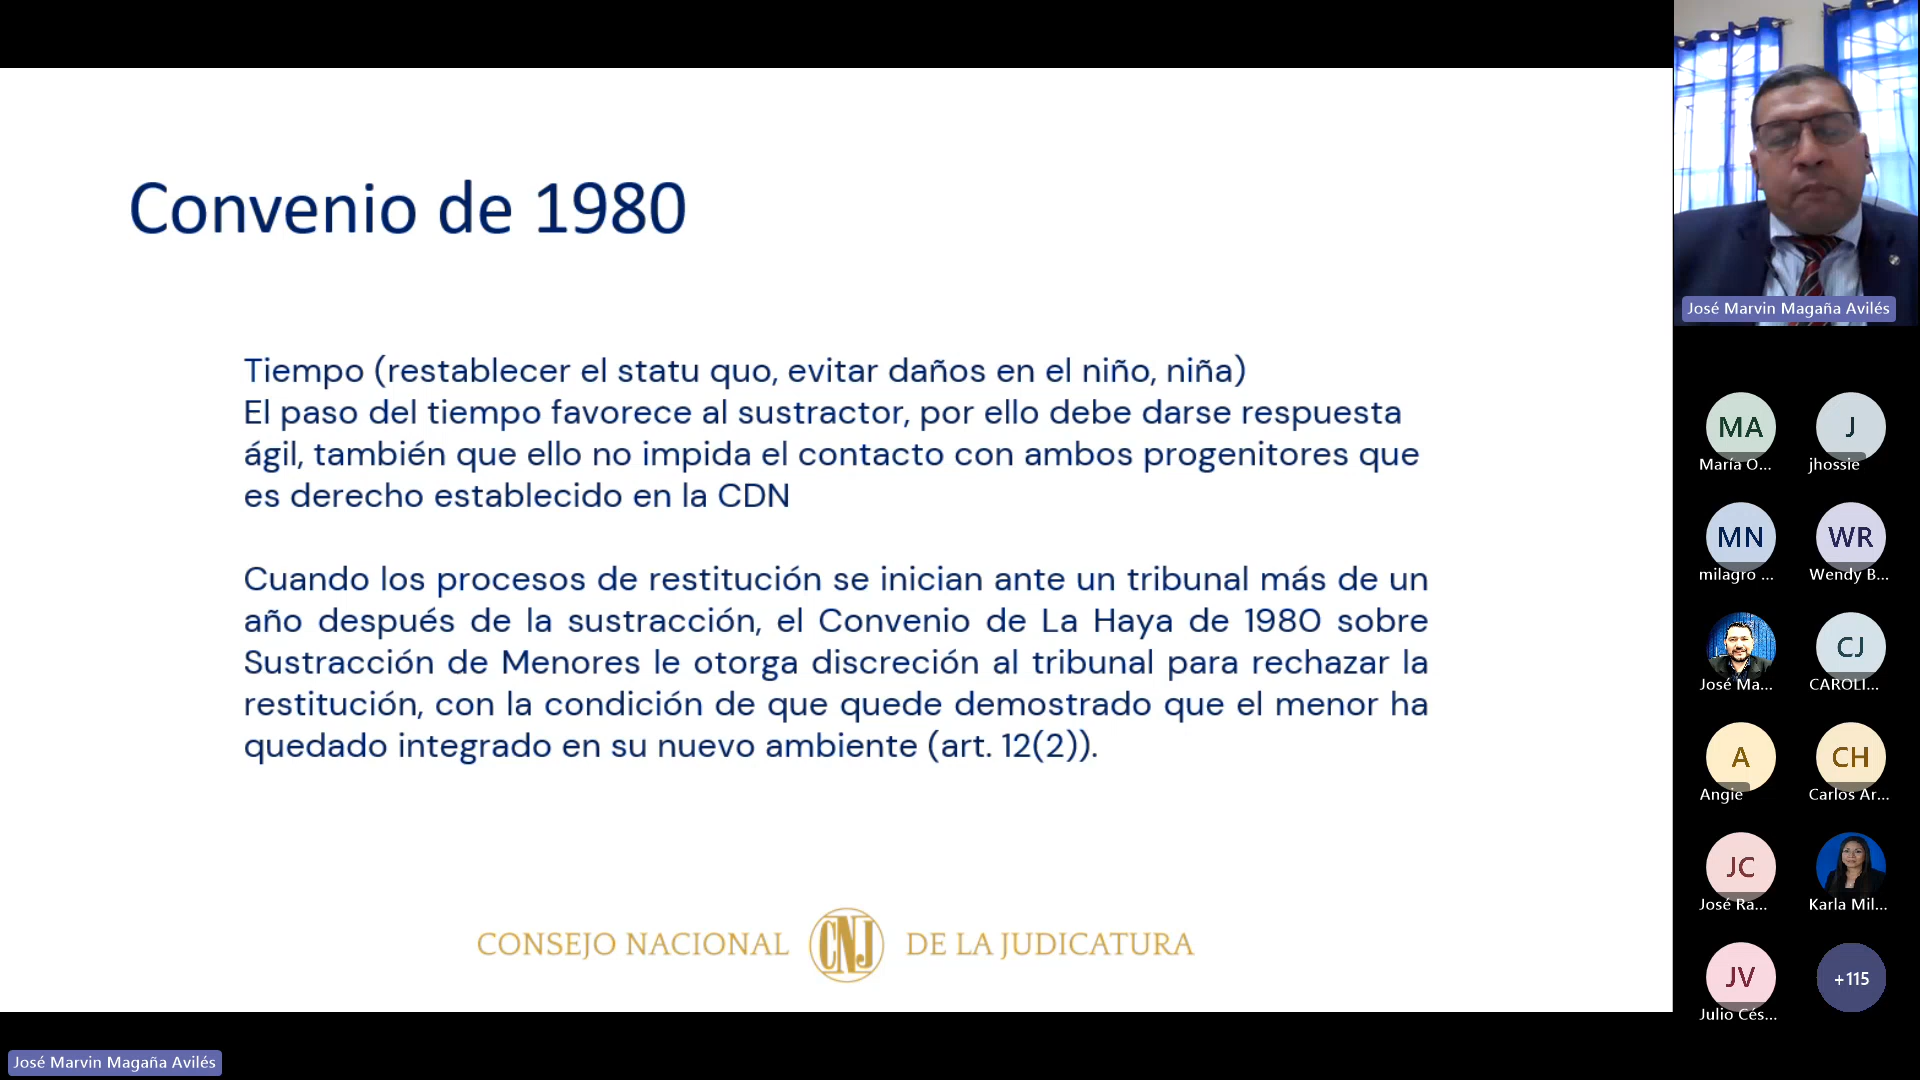 Convenio de 1980
Tiempo (restablecer el statu quo, evitar daños en el niño, niña)
El paso del tiempo favorece al sustractor, por ello debe darse respuesta
ágil, también que ello no impida el contacto con ambos progenitores que
es derecho establecido en la CDN
Cuando los procesos de restitución se inician ante un tribunal más de un
año después de la sustracción, el Convenio de La Haya de 1980 sobre
Sustracción de Menores le otorga discreción al tribunal para rechazar la
restitución, con la condición de que quede demostrado que el menor ha
quedado integrado en su nuevo ambiente (art. 12(2)).
CONSEJO NACIONAL CNJ DE LA JUDICATURA
José Marvin Magaña Avilés
José Marvin Magaña Avilés
MA
María O...
J
jhossie
MN
milagro ...
WR
Wendy B...
José Ma...
CJ
CAROLI...
A
Angie
CH
Carlos Ar...
JC
José Ra...
Karla Mil...
JV
Julio Cés...
+115